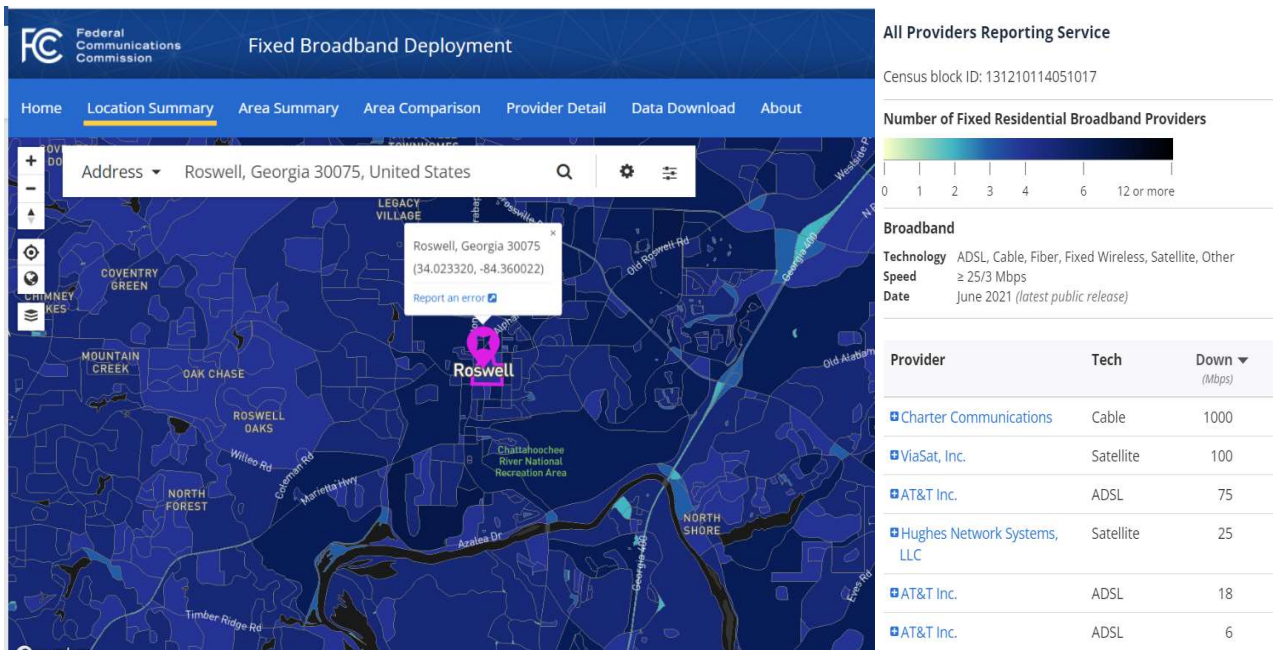 FCC
Federal
Communications
Commission
Fixed Broadband Deployment
Home Location Summary Area Summary Area Comparison Provider Detail Data Download About
Address Roswell, Georgia 30075, United States
LEGACY
VILLAGE
Old Roswell Rd
Georgia 400
Westside
COVENTRY
GREEN
Roswell, Georgia 30075
(34.023320, -84.360022)
Report an error
MOUNTAIN
CREEK
OAK CHASE
Roswell
Old Alabam
ROSWELL
OAKS
Willeo Rd
Coleman Rd
Marietta Hwy
Chattahoochee
River National
Recreation Area
NORTH
FOREST
NORTH
SHORE
Azalea Dr
Georgia 400
Eves Rd
Timber Ridge Rd
All Providers Reporting Service
Census block ID: 131210114051017
Number of Fixed Residential Broadband Providers
0 1 2 3 4 6 12 or more
Broadband
Technology ADSL, Cable, Fiber, Fixed Wireless, Satellite, Other
Speed ≥ 25/3 Mbps
Date June 2021 (latest public release)
Provider Tech Down
(Mbps)
Charter Communications Cable 1000
ViaSat, Inc. Satellite 100
AT&T Inc. ADSL 75
Hughes Network Systems, Satellite 25
LLC
AT&T Inc. ADSL 18
AT&T Inc. ADSL 6